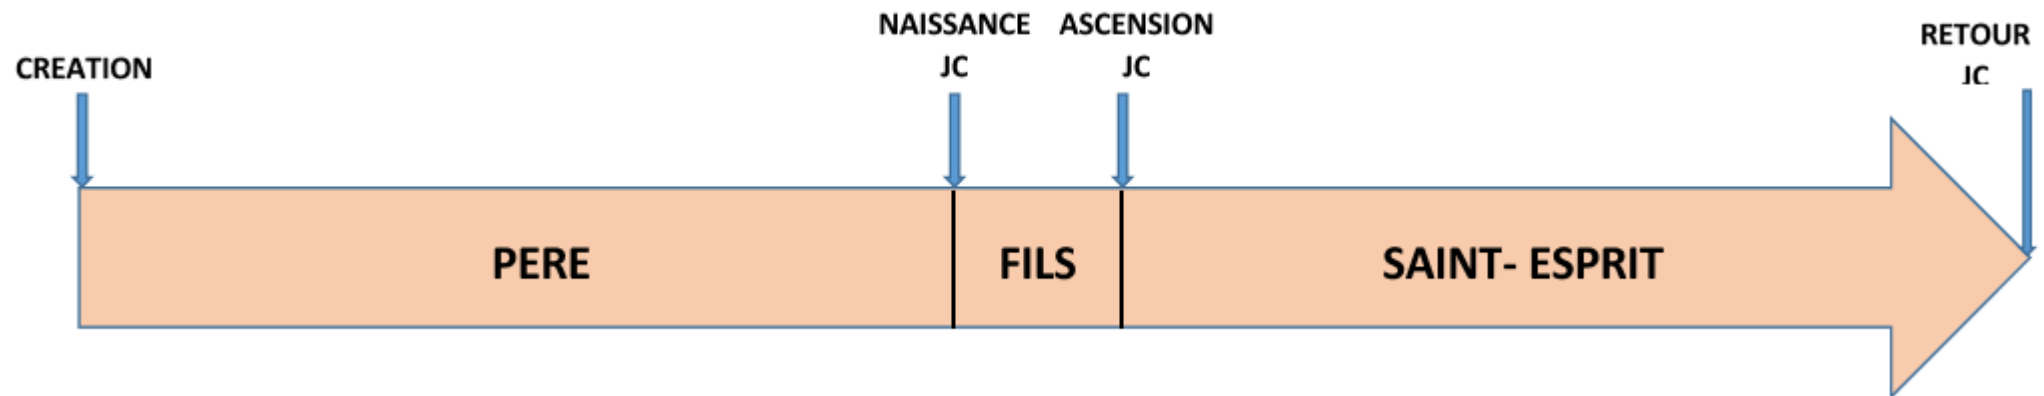 CREATION
NAISSANCE
JC
ASCENSION
JC
RETOUR
JC
PERE
FILS
SAINT- ESPRIT